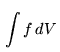 ∫ f dV